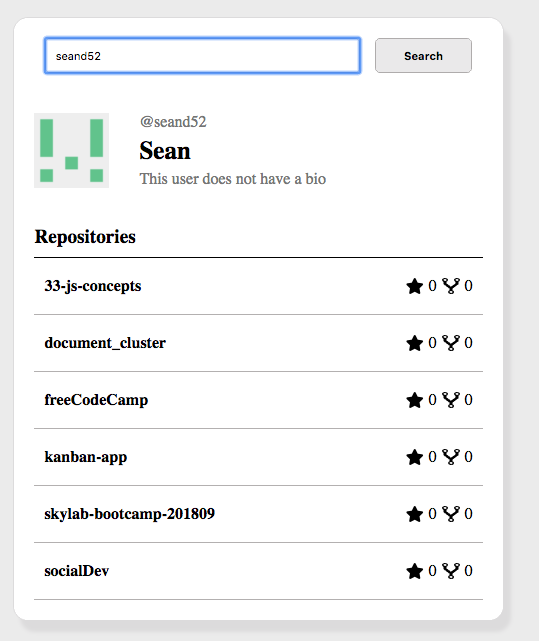 seand52 Search
@seand52
Sean
This user does not have a bio
Repositories
33-js-concepts 0 0
document_cluster 0 0
freeCodeCamp 0 0
kanban-app 0 0
skylab-bootcamp-201809 0 0
socialDev 0 0